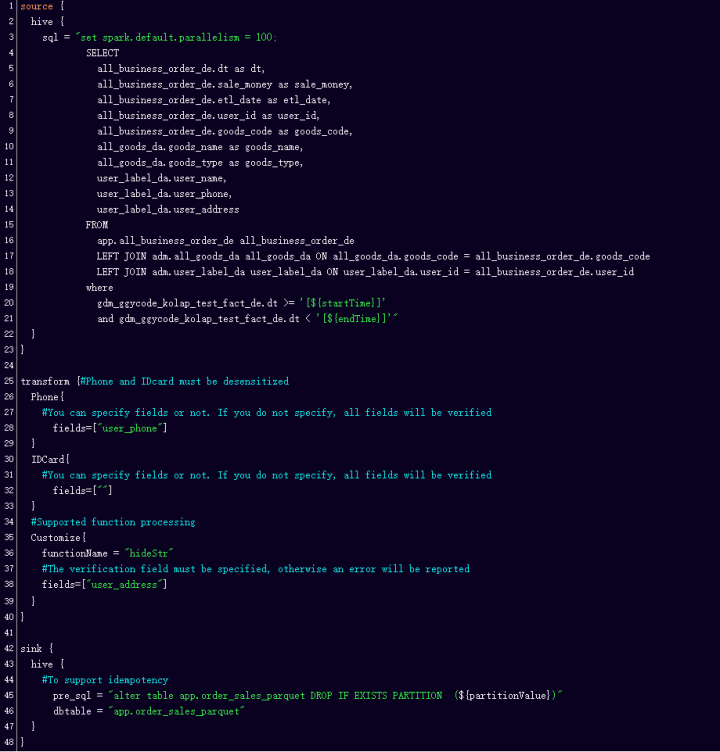 1 source {
2 hive {
3 sql = "set spark.default.parallelism = 100;
4 SELECT
5 all_business_order_de.dt as dt,
6 all_business_order_de.sale_money as sale_money,
7 all_business_order_de.etl_date as etl_date,
8 all_business_order_de.user_id as user_id,
9 all_business_order_de.goods_code as goods_code,
10 all_goods_da.goods_name as goods_name,
11 all_goods_da.goods_type as goods_type,
12 user_label_da.user_name,
13 user_label_da.user_phone,
14 user_label_da.user_address
15 FROM
16 app.all_business_order_de all_business_order_de
17 LEFT JOIN adm.all_goods_da all_goods_da ON all_goods_da.goods_code = all_business_order_de.goods_code
18 LEFT JOIN adm.user_label_da user_label_da ON user_label_da.user_id = all_business_order_de.user_id
19 where
20 gdm_ggycode_kolap_test_fact_de.dt >= '[${startTime}]'
21 and gdm_ggycode_kolap_test_fact_de.dt < '[${endTime}]'"
22 }
23 }
24
25 transform {#Phone and IDcard must be desensitized
26 Phone{
27 #You can specify fields or not. If you do not specify, all fields will be verified
28 fields=["user_phone"]
29 }
30 IDCard{
31 #You can specify fields or not. If you do not specify, all fields will be verified
32 fields=[""]
33 }
34 #Supported function processing
35 Customize{
36 functionName = "hideStr"
37 #The verification field must be specified, otherwise an error will be reported
38 fields=["user_address"]
39 }
40 }
41
42 sink {
43 hive {
44 #To support idempotency
45 pre_sql = "alter table app.order_sales_parquet DROP IF EXISTS PARTITION (${partitionValue})"
46 dbtable = "app.order_sales_parquet"
47 }
48 }